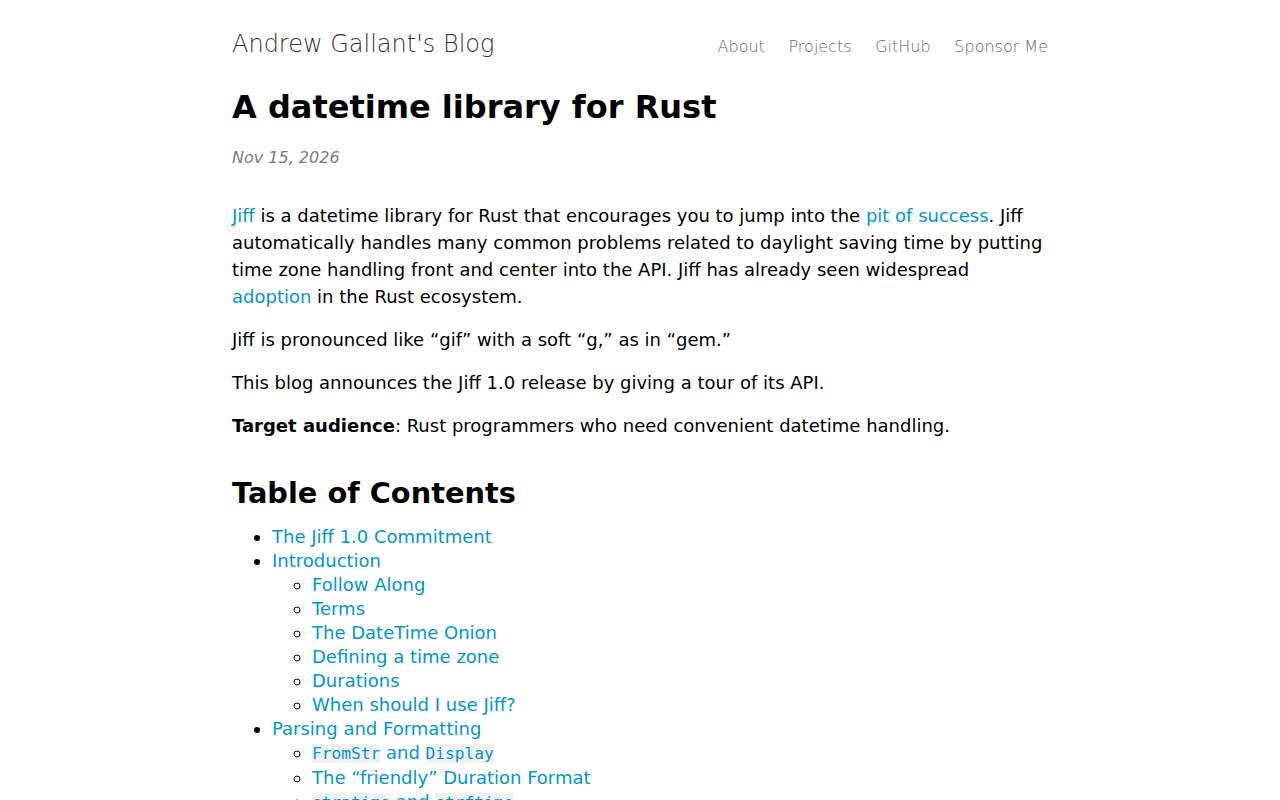 Andrew Gallant's Blog
About Projects GitHub Sponsor Me
A datetime library for Rust
Nov 15, 2026
Jiff is a datetime library for Rust that encourages you to jump into the pit of success. Jiff
automatically handles many common problems related to daylight saving time by putting
time zone handling front and center into the API. Jiff has already seen widespread
adoption in the Rust ecosystem.
Jiff is pronounced like “gif” with a soft “g,” as in “gem.”
This blog announces the Jiff 1.0 release by giving a tour of its API.
Target audience: Rust programmers who need convenient datetime handling.
Table of Contents
The Jiff 1.0 Commitment
Introduction
Follow Along
Terms
The DateTime Onion
Defining a time zone
Durations
When should I use Jiff?
Parsing and Formatting
FromStr and Display
The “friendly” Duration Format
strptime and strftime